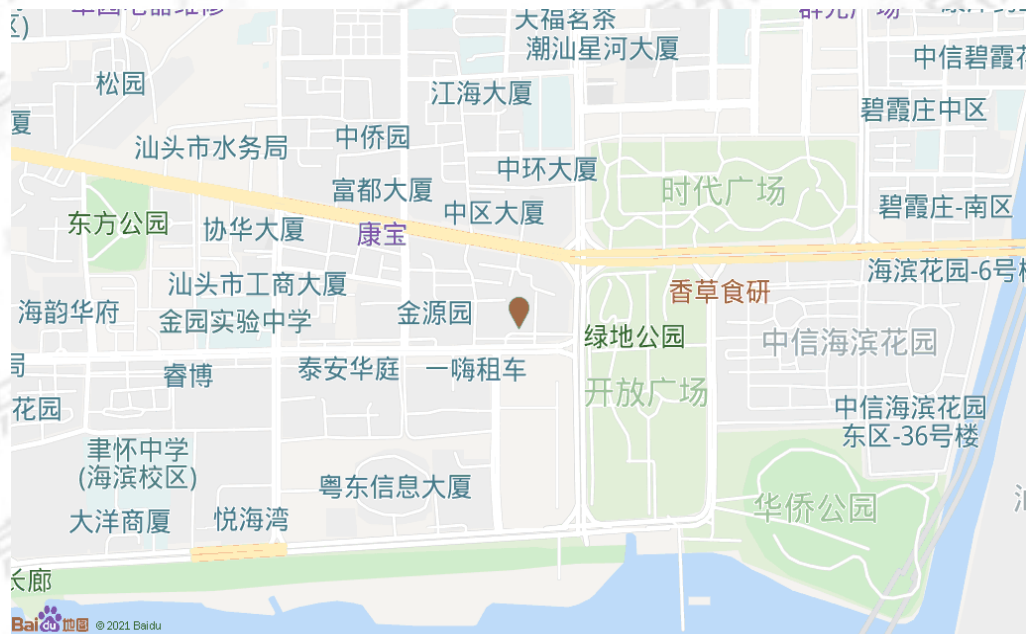 天福名茶
潮汕星河大厦
中信碧霞花
松园
江海大厦
碧霞庄中区
厦
中侨园
汕头市水务局
中环大厦
富都大厦
时代广场
中区大厦
碧霞庄-南区
东方公园
协华大厦
康宝
海滨花园-6号楼
汕头市工商大厦
香草食研
海韵华府
金园实验中学
金源园
绿地公园
中信海滨花园
局
睿博
泰安华庭
一嗨租车
开放广场
花园
中信海滨花园
东区-36号楼
聿怀中学
(海滨校区)
粤东信息大厦
华侨公园
大洋商厦
悦海湾
长廊
Bai du 地图 © 2021 Baidu